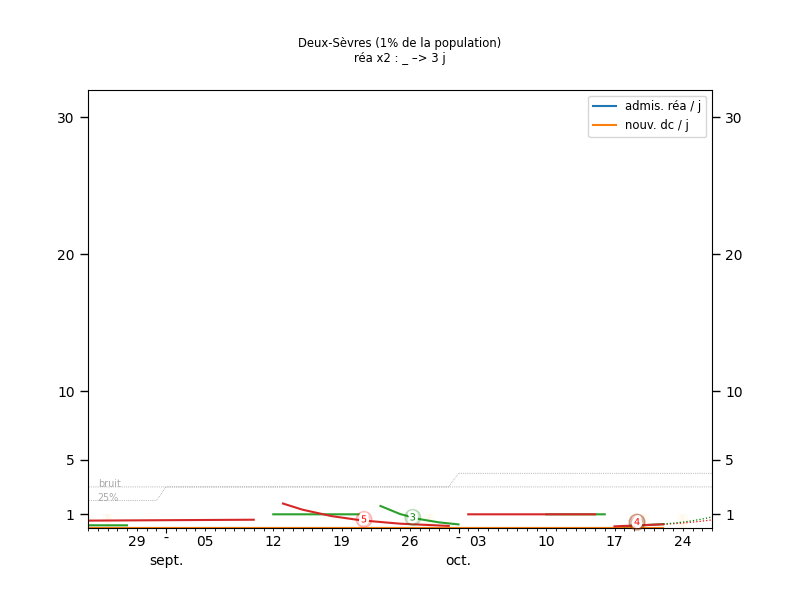 Deux-Sèvres (1% de la population)
réa x2 : _ –> 3 j
admis. réa / j
nouv. dc / j
30
30
20
20
10
10
5
5
bruit
25%
1
1
5
3
4
29 - 05 12 19 26 - 03 10 17 24
sept. oct.